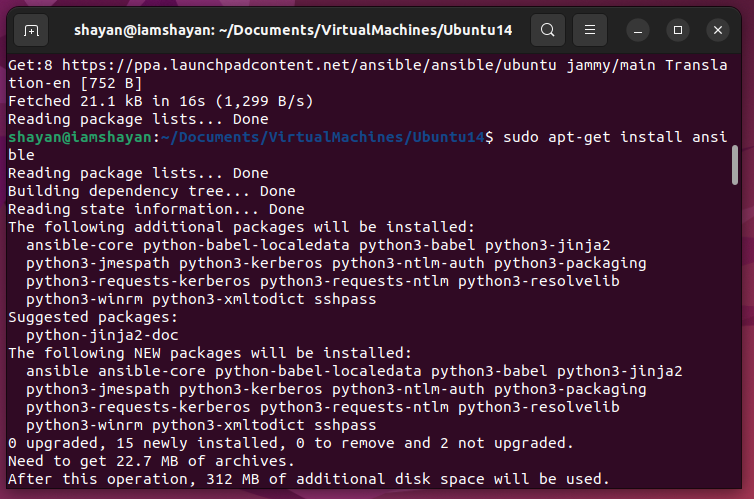 shayan@iamshayan: ~/Documents/VirtualMachines/Ubuntu14
Get:8 https://ppa.launchpadcontent.net/ansible/ansible/ubuntu jammy/main Transla
tion-en [752 B]
Fetched 21.1 kB in 16s (1,299 B/s)
Reading package lists... Done
shayan@iamshayan:~/Documents/VirtualMachines/Ubuntu14$ sudo apt-get install ansi
ble
Reading package lists... Done
Building dependency tree... Done
Reading state information... Done
The following additional packages will be installed:
  ansible-core python-babel-localedata python3-babel python3-jinja2
  python3-jmespath python3-kerberos python3-ntlm-auth python3-packaging
  python3-requests-kerberos python3-requests-ntlm python3-resolvelib
  python3-winrm python3-xmltodict sshpass
Suggested packages:
  python-jinja2-doc
The following NEW packages will be installed:
  ansible ansible-core python-babel-localedata python3-babel python3-jinja2
  python3-jmespath python3-kerberos python3-ntlm-auth python3-packaging
  python3-requests-kerberos python3-requests-ntlm python3-resolvelib
  python3-winrm python3-xmltodict sshpass
0 upgraded, 15 newly installed, 0 to remove and 2 not upgraded.
Need to get 22.7 MB of archives.
After this operation, 312 MB of additional disk space will be used.